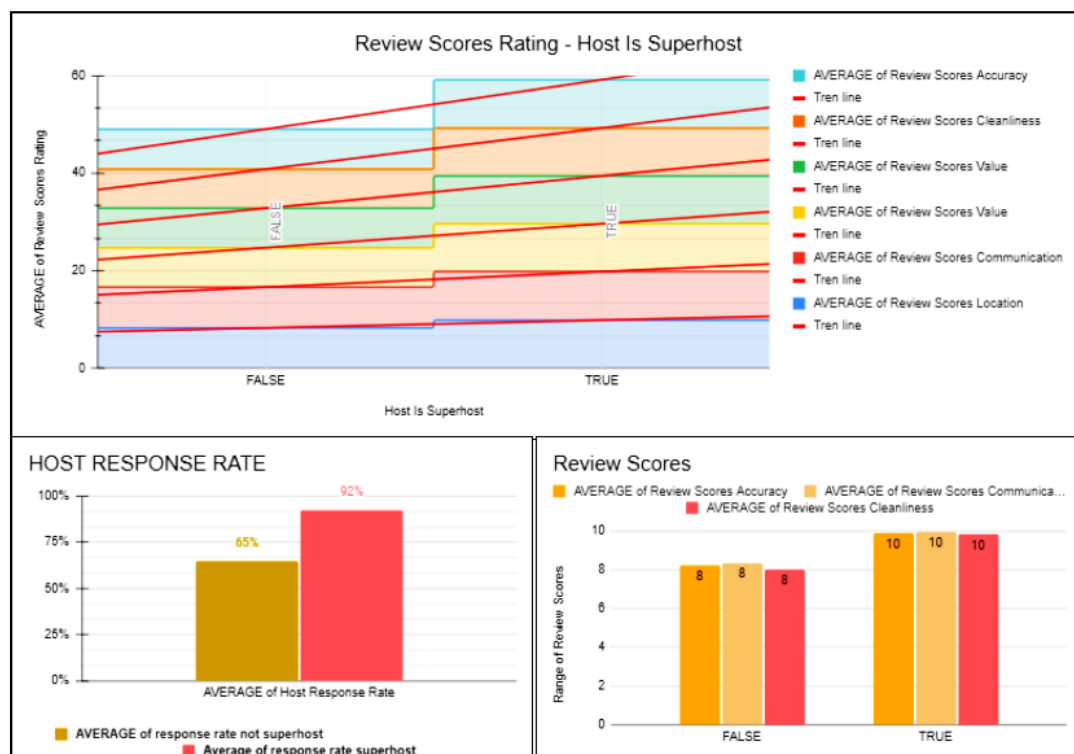 Review Scores Rating - Host Is Superhost
60
40
20
0
AVERAGE of Review Scores Rating
FALSE
TRUE
FALSE
TRUE
Host Is Superhost
AVERAGE of Review Scores Accuracy
Tren line
AVERAGE of Review Scores Cleanliness
Tren line
AVERAGE of Review Scores Value
Tren line
AVERAGE of Review Scores Value
Tren line
AVERAGE of Review Scores Communication
Tren line
AVERAGE of Review Scores Location
Tren line
HOST RESPONSE RATE
100%
75%
50%
25%
0%
65%
92%
AVERAGE of Host Response Rate
AVERAGE of response rate not superhost
Average of response rate superhost
Review Scores
AVERAGE of Review Scores Accuracy
AVERAGE of Review Scores Communica...
AVERAGE of Review Scores Cleanliness
Range of Review Scores
10
8
6
4
2
0
8
8
8
10
10
10
FALSE
TRUE